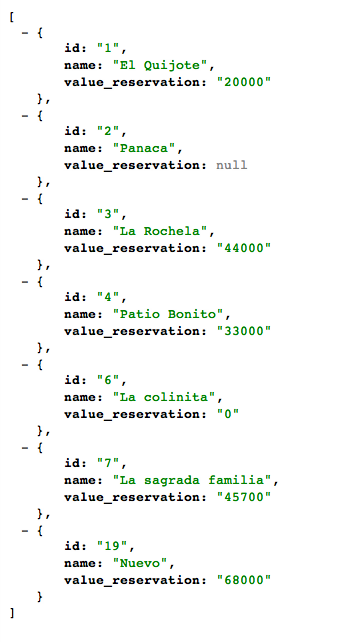 [
- {
id: "1",
name: "El Quijote",
value_reservation: "20000"
},
- {
id: "2",
name: "Panaca",
value_reservation: null
},
- {
id: "3",
name: "La Rochela",
value_reservation: "44000"
},
- {
id: "4",
name: "Patio Bonito",
value_reservation: "33000"
},
- {
id: "6",
name: "La colinita",
value_reservation: "0"
},
- {
id: "7",
name: "La sagrada familia",
value_reservation: "45700"
},
- {
id: "19",
name: "Nuevo",
value_reservation: "68000"
}
]